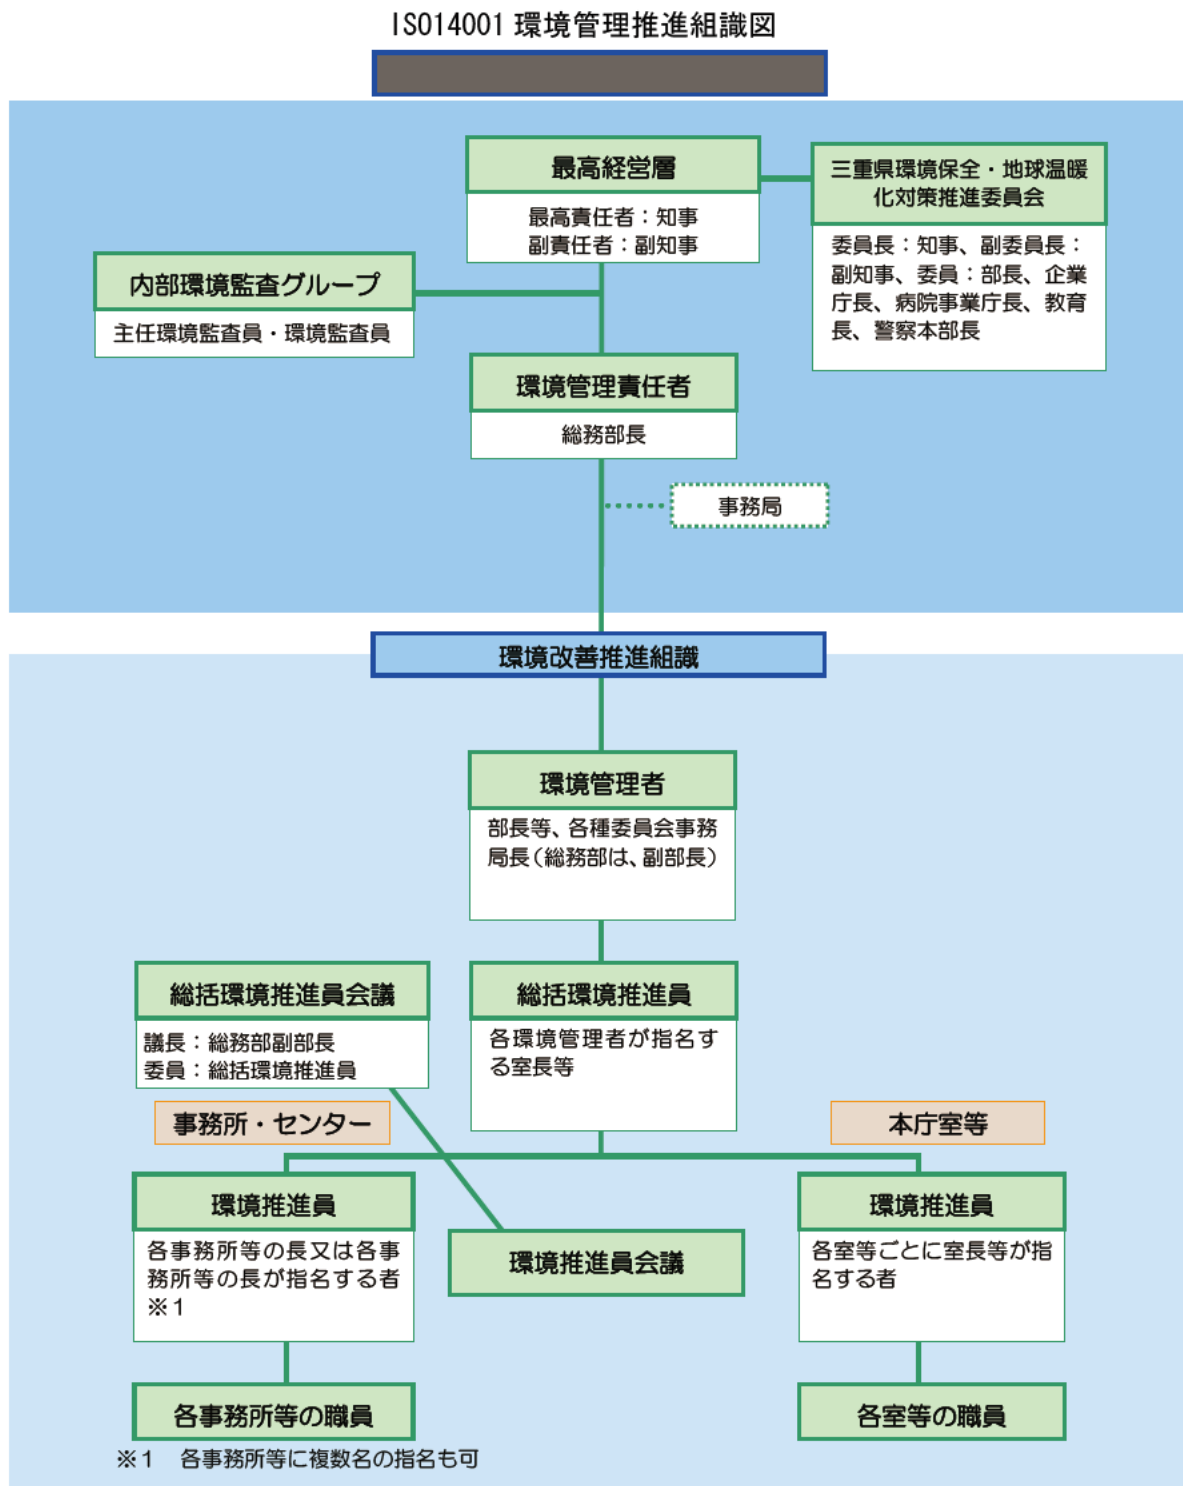 ISO14001 環境管理推進組識図
最高経営層
最高責任者：知事
副責任者：副知事
三重県環境保全・地球温暖
化対策推進委員会
委員長：知事、副委員長：
副知事、委員：部長、企業
庁長、病院事業庁長、教育
長、警察本部長
内部環境監査グループ
主任環境監査員・環境監査員
環境管理責任者
総務部長
事務局
環境改善推進組識
環境管理者
部長等、各種委員会事務
局長（総務部は、副部長）
総括環境推進員会議
議長：総務部副部長
委員：総括環境推進員
総括環境推進員
各環境管理者が指名す
る室長等
事務所・センター
本庁室等
環境推進員
各事務所等の長又は各事
務所等の長が指名する者
※１
環境推進員会議
環境推進員
各室等ごとに室長等が指
名する者
各事務所等の職員
各室等の職員
※１　各事務所等に複数名の指名も可